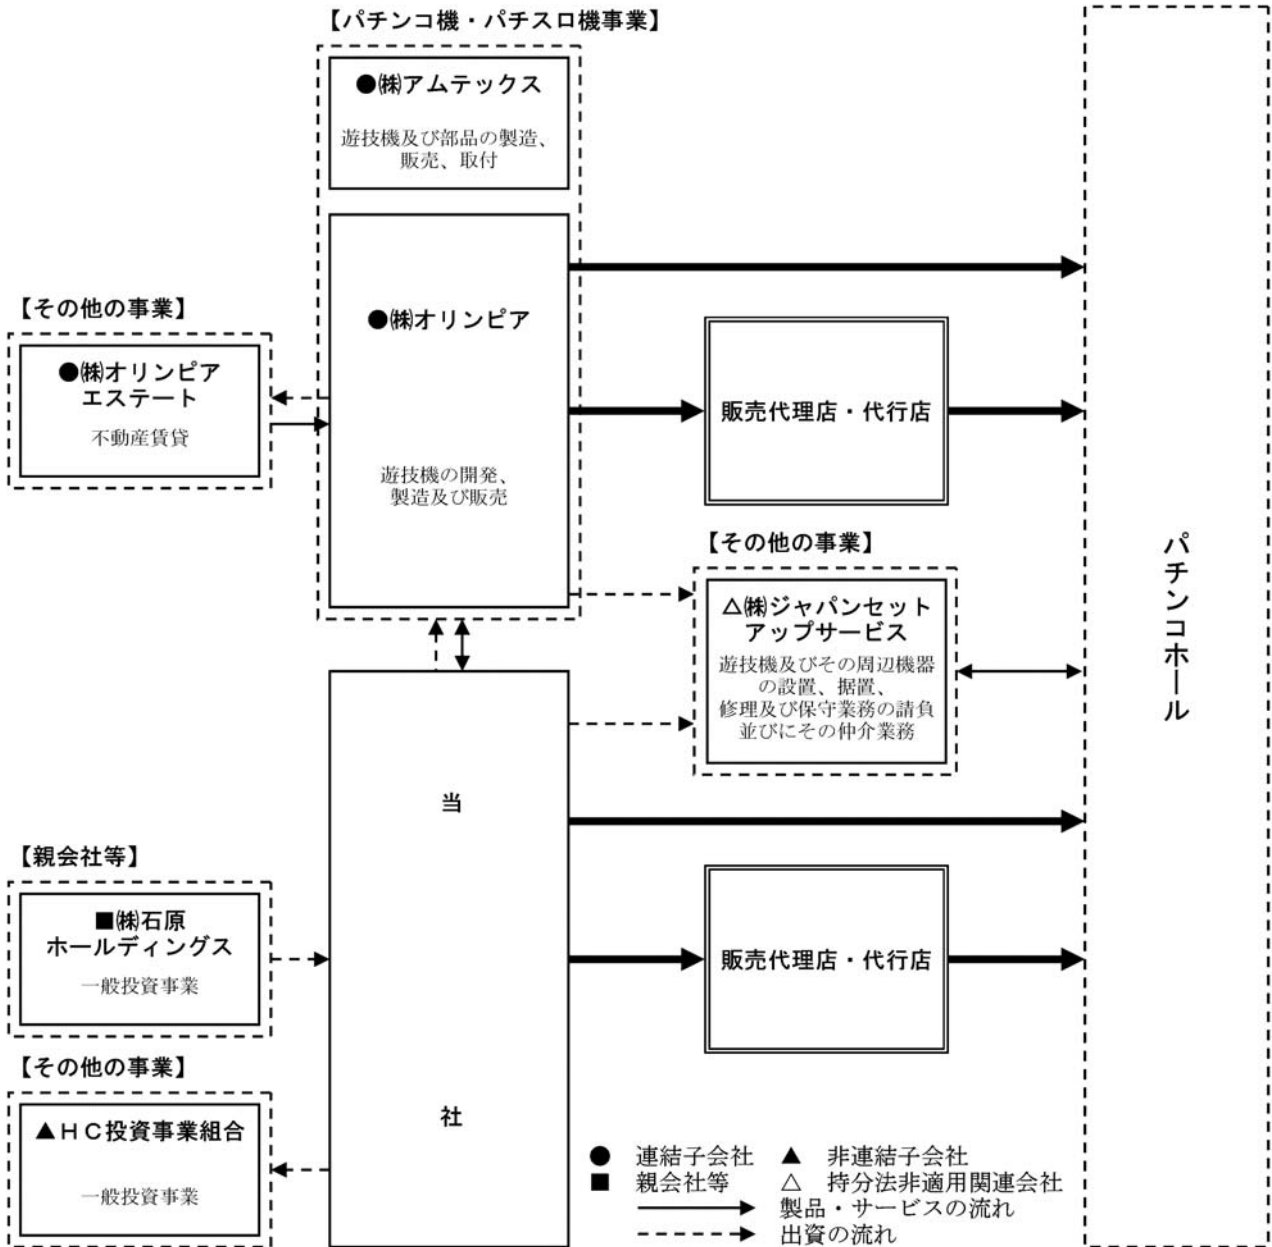 【パチンコ機・パチスロ機事業】
●㈱アムテックス
遊技機及び部品の製造、
販売、取付
●㈱オリンピア
遊技機の開発、
製造及び販売
【その他の事業】
●㈱オリンピア
エステート
不動産賃貸
販売代理店・代行店
【その他の事業】
△㈱ジャパンセット
アップサービス
遊技機及びその周辺機器
の設置、据置、
修理及び保守業務の請負
並びにその仲介業務
パチンコホール
当
社
【親会社等】
■㈱石原
ホールディングス
一般投資事業
販売代理店・代行店
【その他の事業】
▲ＨＣ投資事業組合
一般投資事業
● 連結子会社 ▲ 非連結子会社
■ 親会社等 △ 持分法非適用関連会社
製品・サービスの流れ
出資の流れ